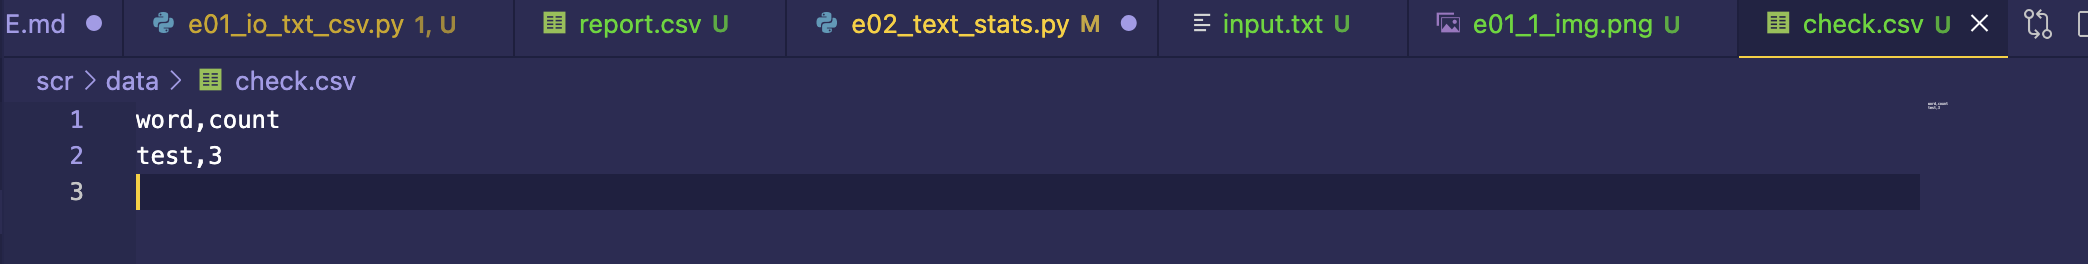 E.md e01_io_txt_csv.py 1, U report.csv U e02_text_stats.py M input.txt U e01_1_img.png U check.csv U
scr > data > check.csv
1 word,count
2 test,3
3